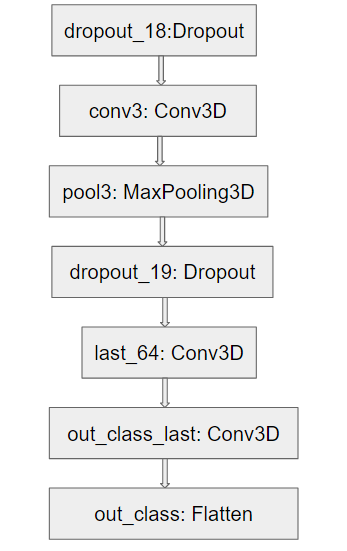 dropout_18:Dropout
conv3: Conv3D
pool3: MaxPooling3D
dropout_19: Dropout
last_64: Conv3D
out_class_last: Conv3D
out_class: Flatten